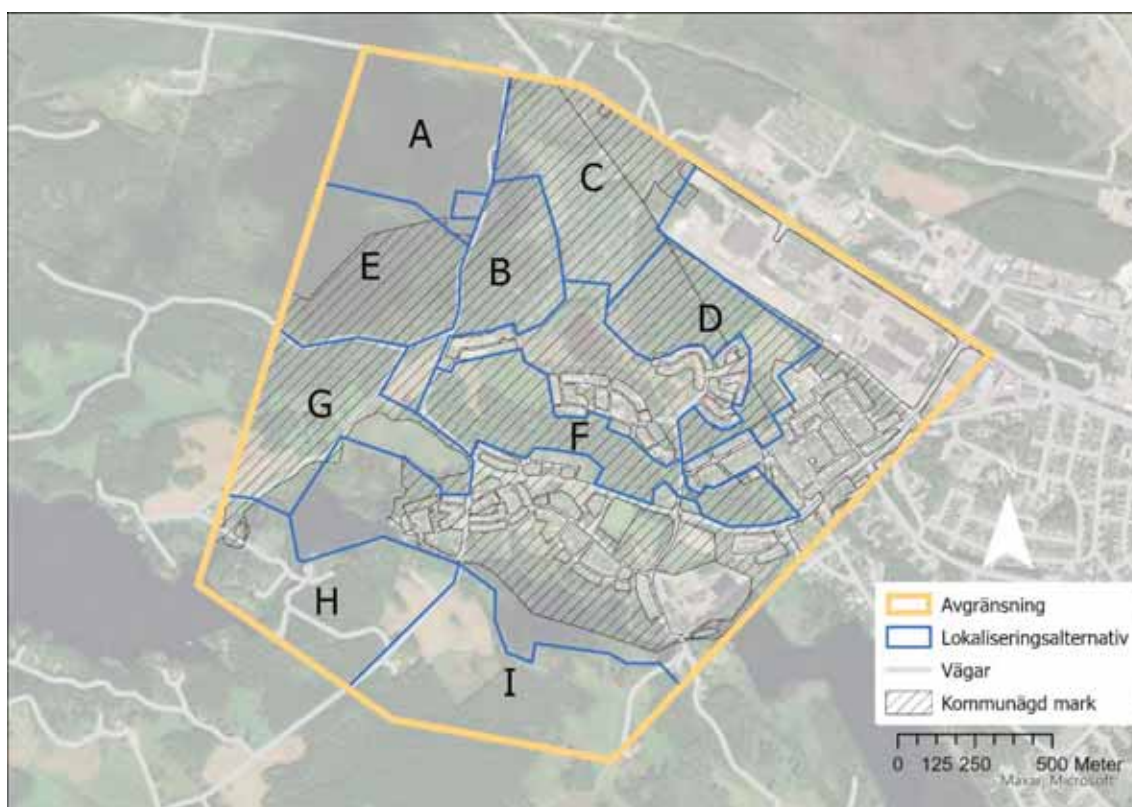 A
C
E
B
D
G
F
H
I
Avgränsning
Lokaliseringsalternativ
Vägar
Kommunägd mark
0 125 250 500 Meter
Maxar, Microsoft